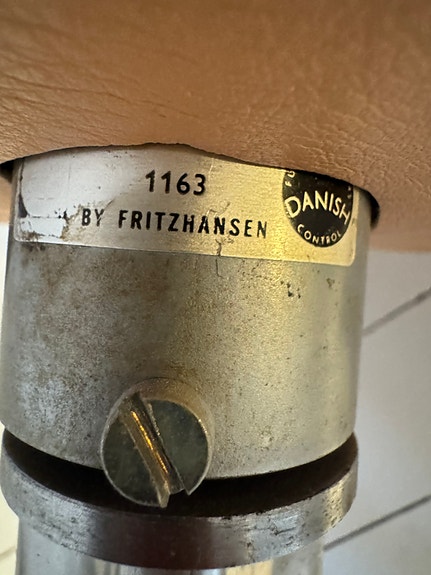 1163
BY FRITZHANSEN
DANISH
CONTROL